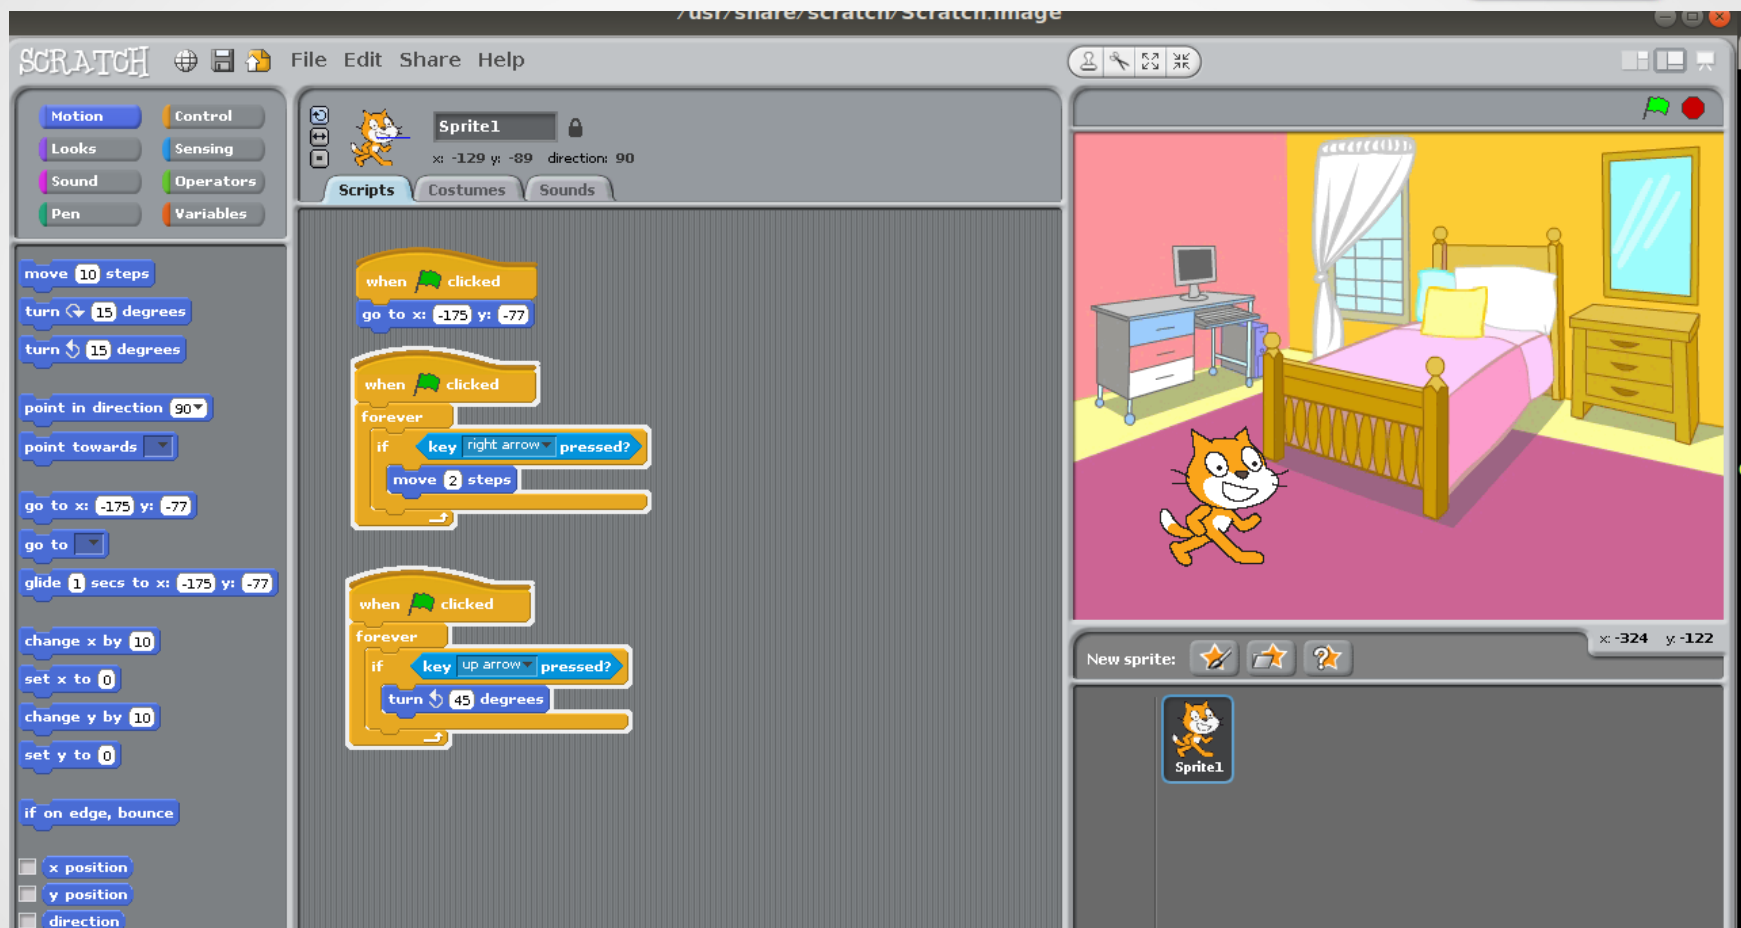 /usr/share/scratch/Scratch.image
SCRATCH File Edit Share Help
Motion Control
Looks Sensing
Sound Operators
Pen Variables
move 10 steps
turn 15 degrees
turn 15 degrees
point in direction 90
point towards
go to x: -175 y: -77
go to
glide 1 secs to x: -175 y: -77
change x by 10
set x to 0
change y by 10
set y to 0
if on edge, bounce
x position
y position
direction
Sprite1
x: -129 y: -89 direction: 90
Scripts Costumes Sounds
when clicked
go to x: -175 y: -77
when clicked
forever
if key right arrow pressed?
move 2 steps
when clicked
forever
if key up arrow pressed?
turn 45 degrees
x: -324 y: -122
New sprite:
Sprite1